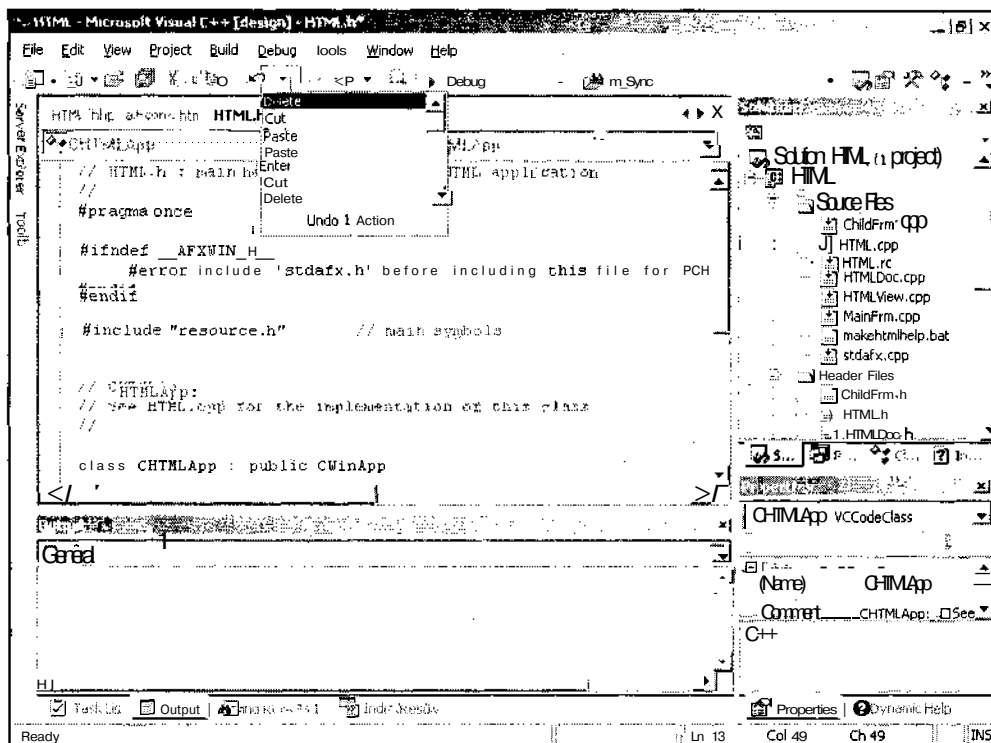 HTML - Microsoft Visual C++ [design] - HTML.h*
File Edit View Project Build Debug Tools Window Help
Debug
m_Sync
Server Explorer Toolbox
HTML.h
CHTMLApp
Delete
Cut
Paste
Paste
Enter
Cut
Delete
Undo 1 Action
// HTML.h : main
HTML application
//
#pragma once
#ifndef __AFXWIN_H__
#error include 'stdafx.h' before including this file for PCH
#endif
#include "resource.h" // main symbols
// CHTMLApp:
// See HTML.cpp for the implementation of this class
//
class CHTMLApp : public CWinApp
General
Task List Output
Ready
Ln 13 Col 49 Ch 49 INS
Solution HTML (1 project)
HTML
Source Files
ChildFrm.cpp
HTML.cpp
HTML.rc
HTMLDoc.cpp
HTMLView.cpp
MainFrm.cpp
makehtmlhelp.bat
stdafx.cpp
Header Files
ChildFrm.h
HTML.h
HTMLDoc.h
CHTMLApp VCCodeClass
C++
(Name) CHTMLApp
Comment CHTMLApp: See
C++
Properties Dynamic Help